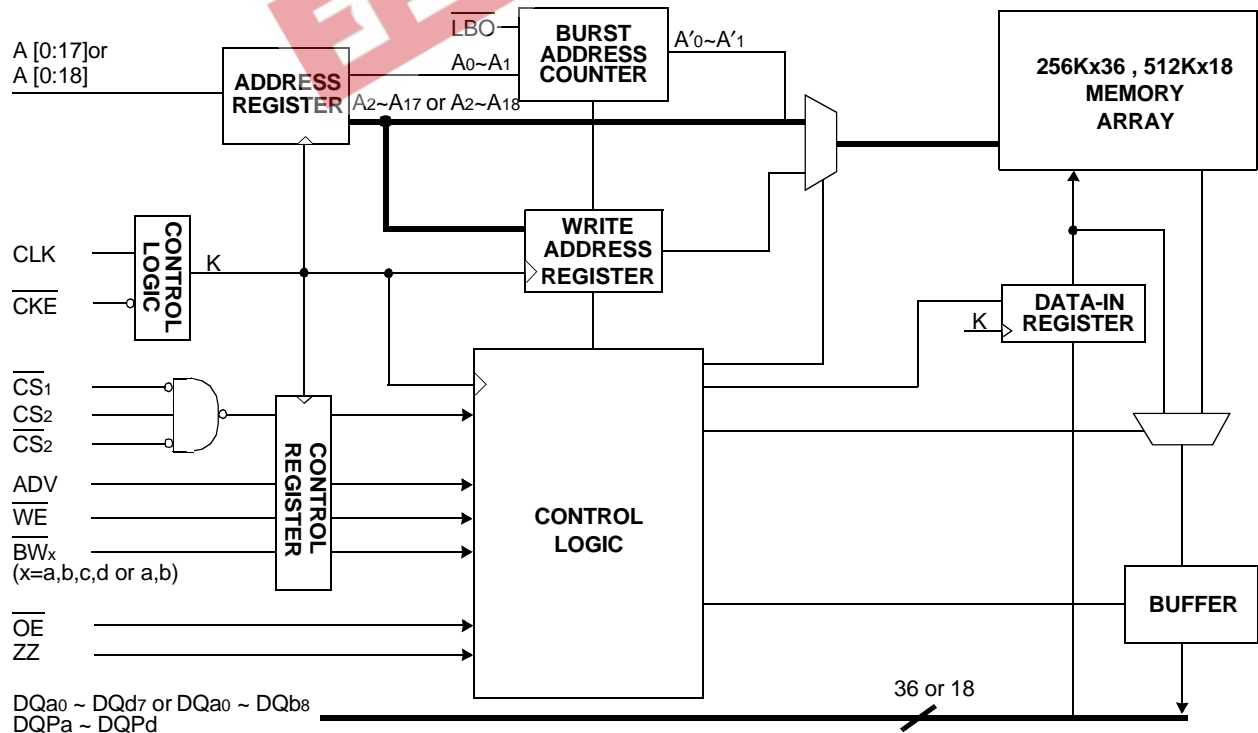 A [0:17]or
A [0:18]
LBO
BURST
ADDRESS
COUNTER
A′0~A′1
256Kx36 , 512Kx18
MEMORY
ARRAY
ADDRESS
REGISTER
A0~A1
A2~A17 or A2~A18
WRITE
ADDRESS
REGISTER
CLK
CKE
CONTROL
LOGIC
K
DATA-IN
REGISTER
K
CS1
CS2
CS2
ADV
WE
BWx
(x=a,b,c,d or a,b)
CONTROL
REGISTER
CONTROL
LOGIC
BUFFER
OE
ZZ
DQa0 ~ DQd7 or DQa0 ~ DQb8
DQPa ~ DQPd
36 or 18